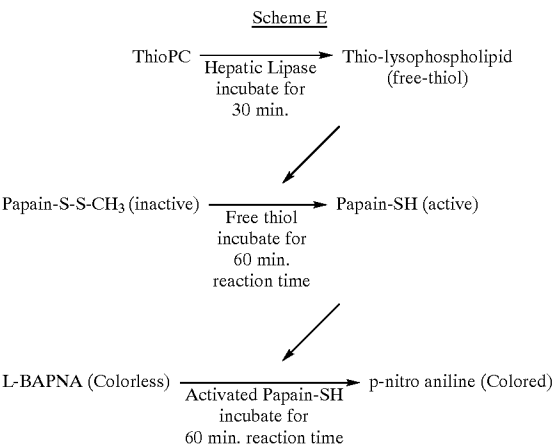 Scheme E
ThioPC
Hepatic Lipase
incubate for
30 min.
Thio-lysophospholipid
(free-thiol)
Papain-S-S-CH₃ (inactive)
Free thiol
incubate for
60 min.
reaction time
Papain-SH (active)
L-BAPNA (Colorless)
Activated Papain-SH
incubate for
60 min. reaction time
p-nitro aniline (Colored)